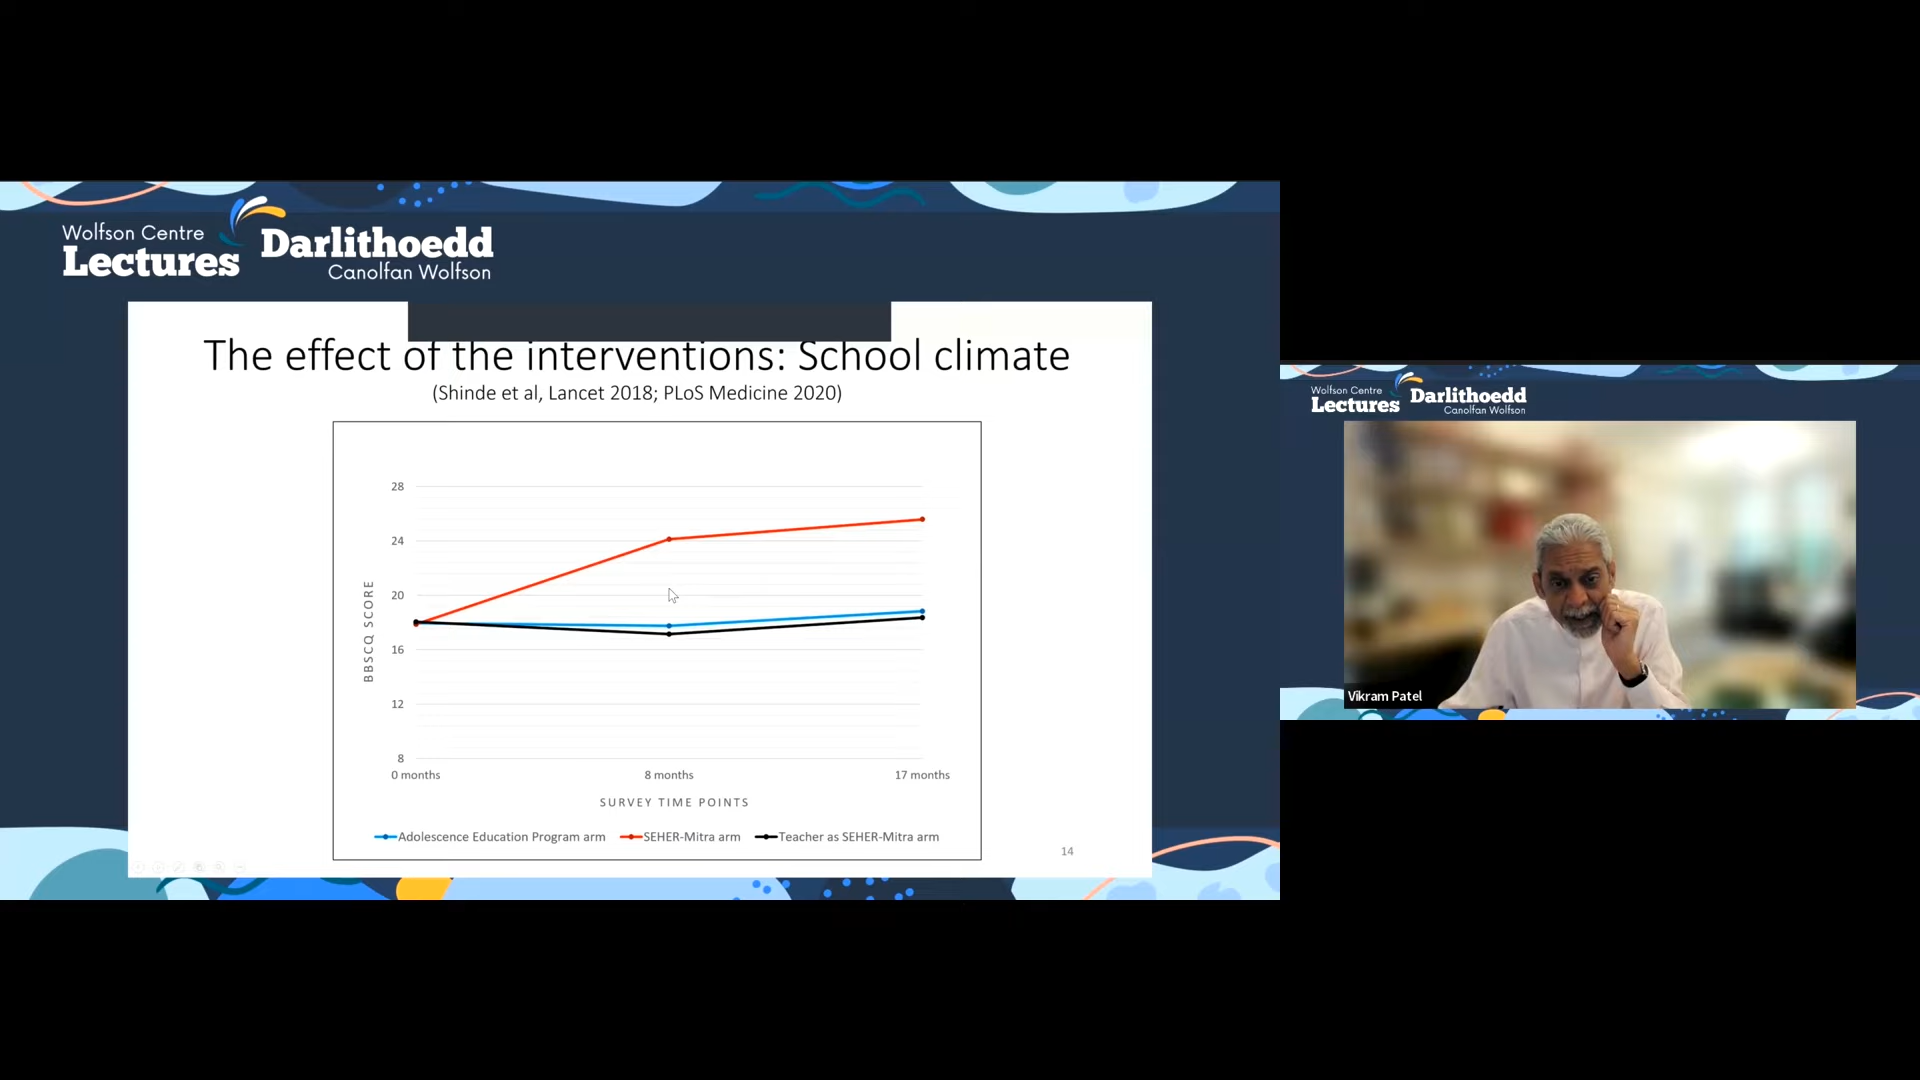 Wolfson Centre
Lectures
Darlithoedd
Canolfan Wolfson
The effect of the interventions: School climate
(Shinde et al, Lancet 2018; PLoS Medicine 2020)
28
24
20
16
12
8
BBSCQ SCORE
0 months 8 months 17 months
SURVEY TIME POINTS
Adolescence Education Program arm SEHER-Mitra arm Teacher as SEHER-Mitra arm
14
Wolfson Centre
Lectures
Darlithoedd
Canolfan Wolfson
Vikram Patel